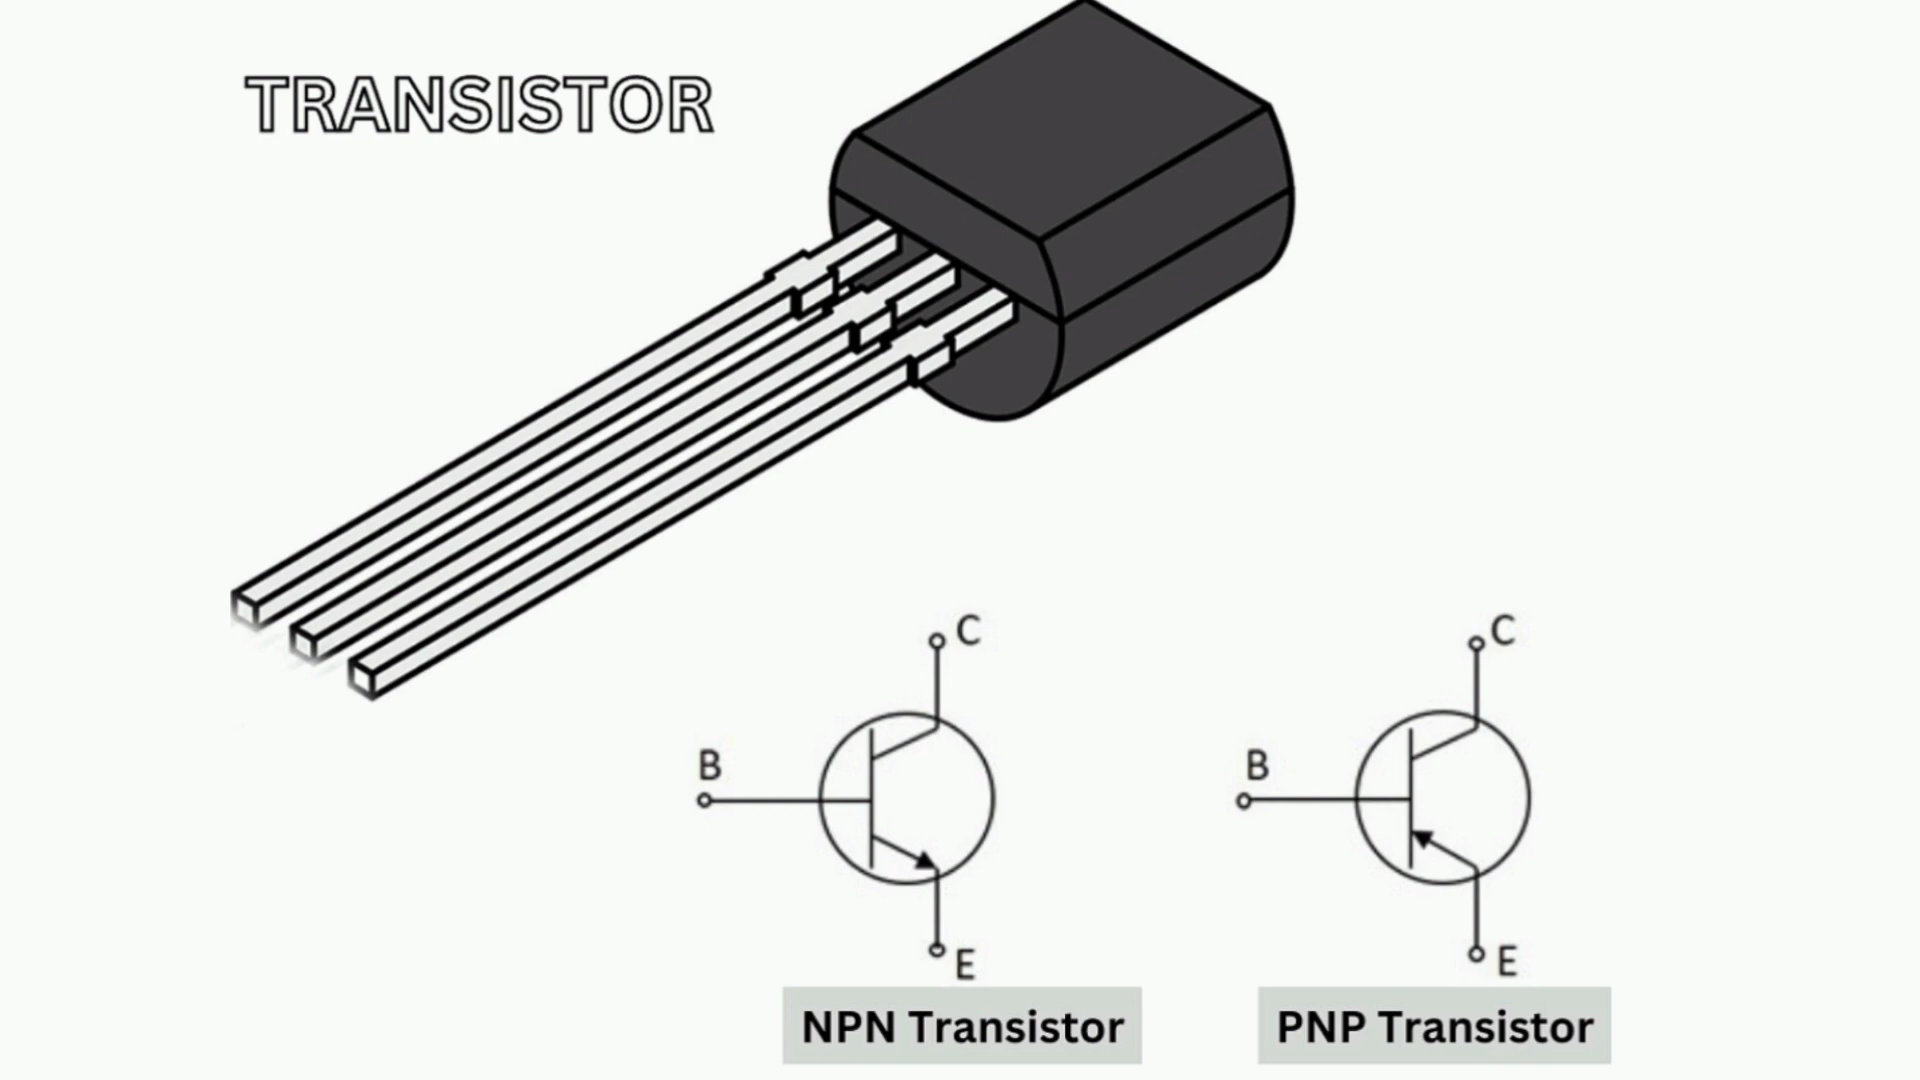 TRANSISTOR
C
B
E
NPN Transistor
C
B
E
PNP Transistor